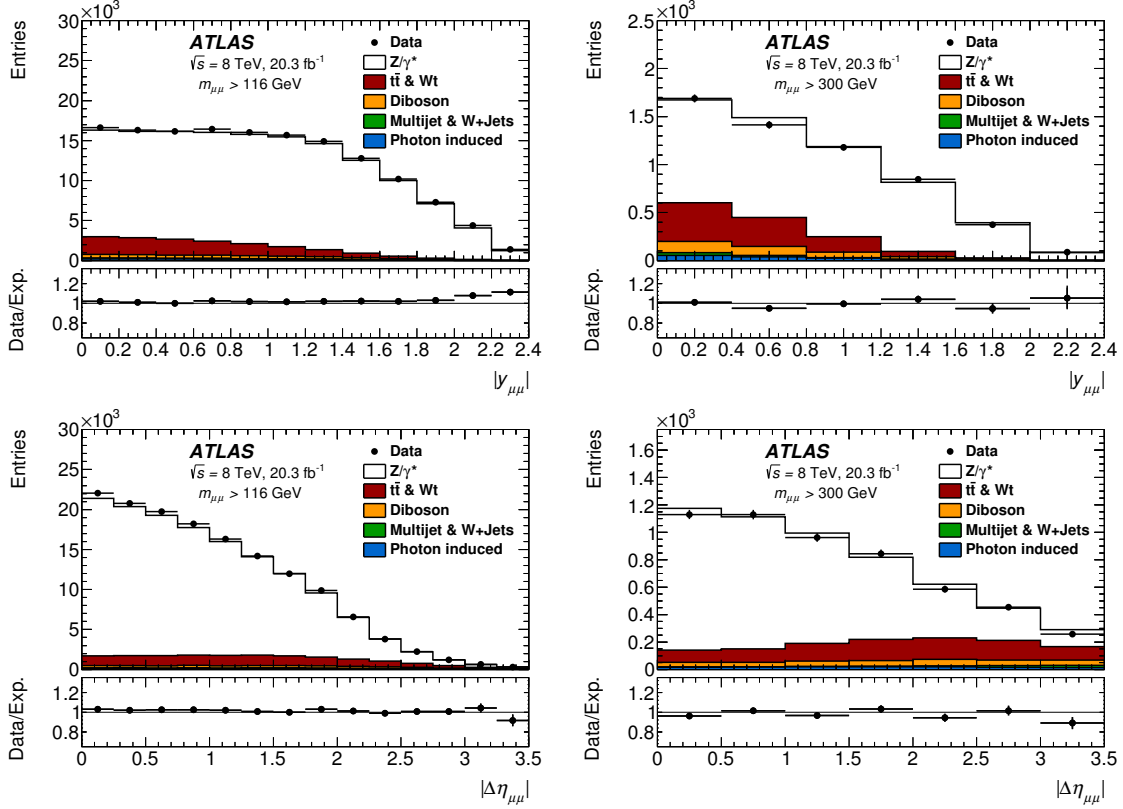 ×10³
Entries
30
25
20
15
10
5
0
ATLAS
√s = 8 TeV, 20.3 fb⁻¹
m_μμ > 116 GeV
Data
Z/γ*
tt̄ & Wt
Diboson
Multijet & W+Jets
Photon induced
Data/Exp.
1.2
1
0.8
0 0.2 0.4 0.6 0.8 1 1.2 1.4 1.6 1.8 2 2.2 2.4
|y_μμ|
×10³
Entries
2.5
2
1.5
1
0.5
0
ATLAS
√s = 8 TeV, 20.3 fb⁻¹
m_μμ > 300 GeV
Data
Z/γ*
tt̄ & Wt
Diboson
Multijet & W+Jets
Photon induced
Data/Exp.
1.2
1
0.8
0 0.2 0.4 0.6 0.8 1 1.2 1.4 1.6 1.8 2 2.2 2.4
|y_μμ|
×10³
Entries
30
25
20
15
10
5
0
ATLAS
√s = 8 TeV, 20.3 fb⁻¹
m_μμ > 116 GeV
Data
Z/γ*
tt̄ & Wt
Diboson
Multijet & W+Jets
Photon induced
Data/Exp.
1.2
1
0.8
0 0.5 1 1.5 2 2.5 3 3.5
|Δη_μμ|
×10³
Entries
1.6
1.4
1.2
1
0.8
0.6
0.4
0.2
0
ATLAS
√s = 8 TeV, 20.3 fb⁻¹
m_μμ > 300 GeV
Data
Z/γ*
tt̄ & Wt
Diboson
Multijet & W+Jets
Photon induced
Data/Exp.
1.2
1
0.8
0 0.5 1 1.5 2 2.5 3 3.5
|Δη_μμ|